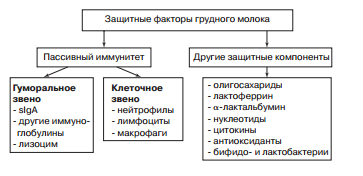 Защитные факторы грудного молока
Пассивный иммунитет
Другие защитные компоненты
Гуморальное
звено
- sIgA
- другие иммуно-
глобулины
- лизоцим
Клеточное
звено
- нейтрофилы
- лимфоциты
- макрофаги
- олигосахариды
- лактоферрин
- α-лактальбумин
- нуклеотиды
- цитокины
- антиоксиданты
- бифидо- и лактобактерии